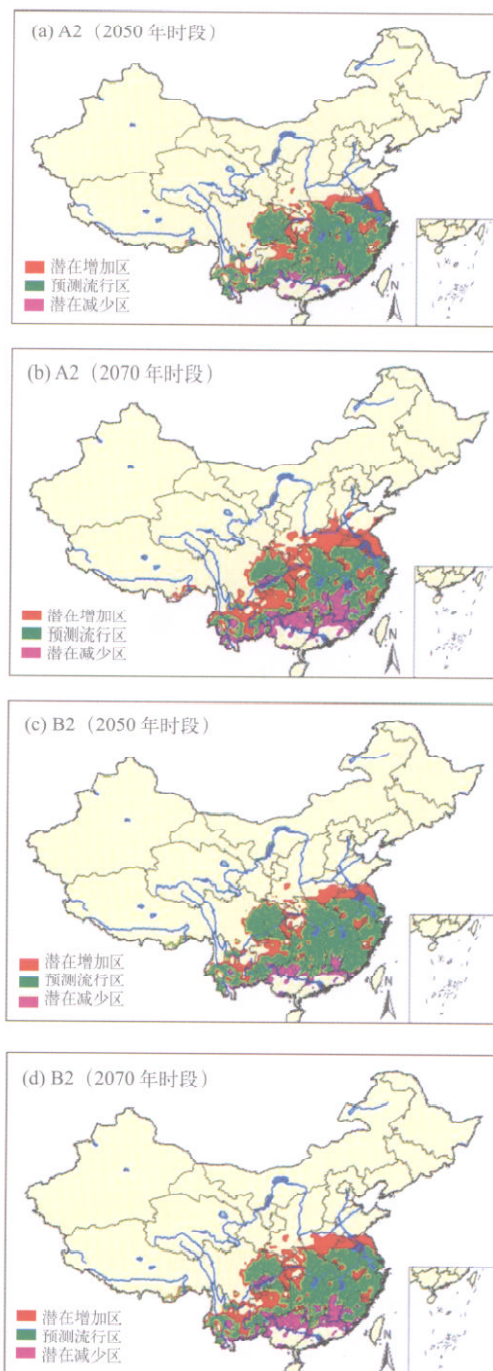 (a) A2（2050 年时段）
潜在增加区
预测流行区
潜在减少区
N
(b) A2（2070 年时段）
潜在增加区
预测流行区
潜在减少区
N
(c) B2（2050 年时段）
潜在增加区
预测流行区
潜在减少区
N
(d) B2（2070 年时段）
潜在增加区
预测流行区
潜在减少区
N